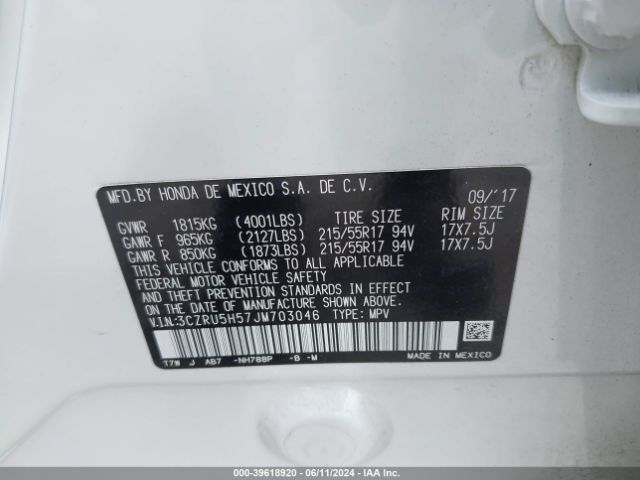 MFD.BY HONDA DE MEXICO S.A. DE C.V.
09/'17
GVWR 1815KG (4001LBS) TIRE SIZE RIM SIZE
GAWR F 965KG (2127LBS) 215/55R17 94V 17X7.5J
GAWR R 850KG (1873LBS) 215/55R17 94V 17X7.5J
THIS VEHICLE CONFORMS TO ALL APPLICABLE
FEDERAL MOTOR VEHICLE SAFETY
AND THEFT PREVENTION STANDARDS IN EFFECT
ON THE DATE OF MANUFACTURE SHOWN ABOVE.
V.I.N:3CZRU5H57JM703046 TYPE: MPV
T7W J AB7 -NH788P -B -M
MADE IN MEXICO
000-39618920 - 06/11/2024 - IAA Inc.